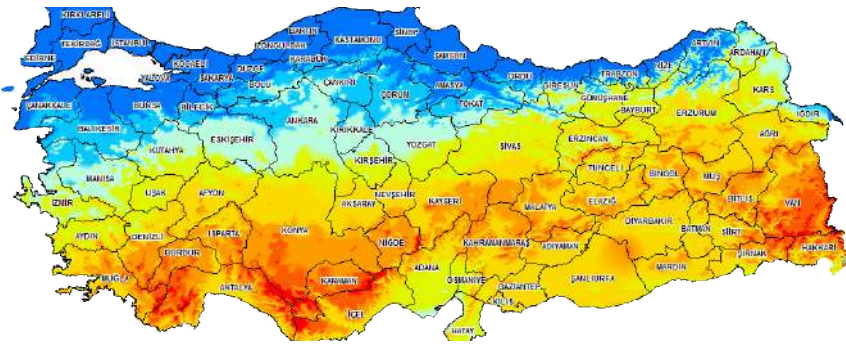 KIRKLARELİ
EDİRNE
TEKİRDAĞ
İSTANBUL
YALOVA
KOCAELİ
SAKARYA
DÜZCE
BOLU
ZONGULDAK
BARTIN
KARABÜK
KASTAMONU
SİNOP
ÇANKIRI
ÇORUM
SAMSUN
AMASYA
TOKAT
ORDU
GİRESUN
TRABZON
GÜMÜŞHANE
RİZE
ARTVİN
ARDAHAN
KARS
IĞDIR
BAYBURT
ERZURUM
AĞRI
ÇANAKKALE
BALIKESİR
BURSA
BİLECİK
KÜTAHYA
ESKİŞEHİR
ANKARA
KIRIKKALE
KIRŞEHİR
YOZGAT
SİVAS
ERZİNCAN
TUNCELİ
BİNGÖL
MUŞ
BİTLİS
VAN
HAKKARİ
MANİSA
İZMİR
UŞAK
AFYON
AYDIN
DENİZLİ
BURDUR
ISPARTA
KONYA
AKSARAY
NEVŞEHİR
KAYSERİ
NİĞDE
MALATYA
ELAZIĞ
DİYARBAKIR
BATMAN
SİİRT
ŞIRNAK
MARDİN
ŞANLIURFA
ADIYAMAN
KAHRAMANMARAŞ
GAZİANTEP
KİLİS
OSMANİYE
HATAY
ADANA
İÇEL
KARAMAN
ANTALYA
MUĞLA